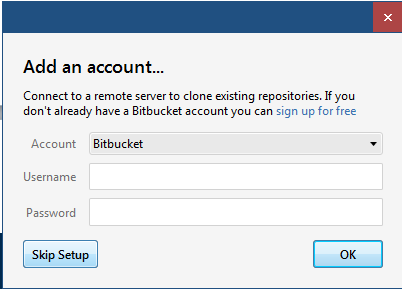 Add an account...
Connect to a remote server to clone existing repositories. If you
don't already have a Bitbucket account you can sign up for free
Account Bitbucket
Username
Password
Skip Setup OK